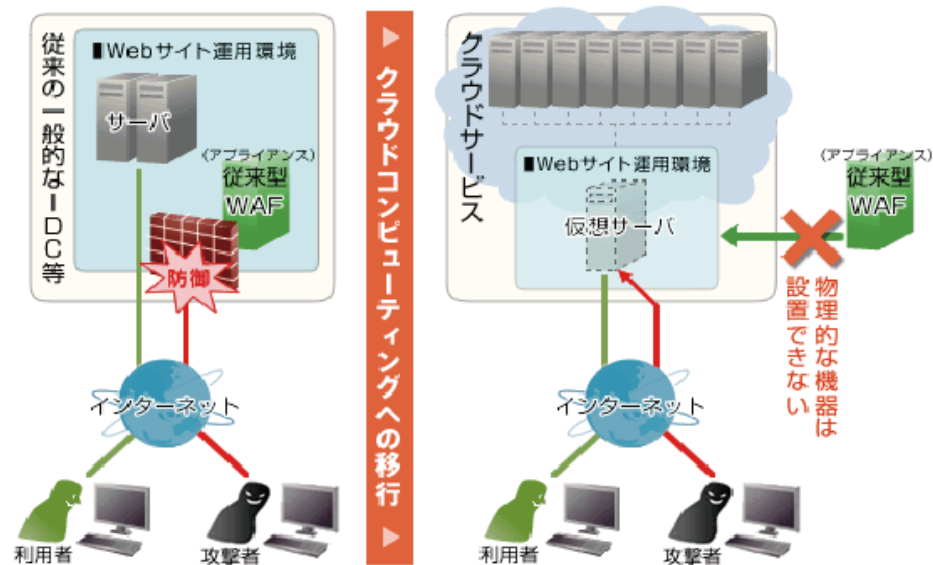 従来の一般的なIDC等
■Webサイト運用環境
サーバ
(アプライアンス)
従来型
WAF
防御
インターネット
利用者
攻撃者
▶ クラウドコンピューティングへの移行 ▶
クラウドサービス
■Webサイト運用環境
仮想サーバ
(アプライアンス)
従来型
WAF
物理的な機器は
設置できない
インターネット
利用者
攻撃者